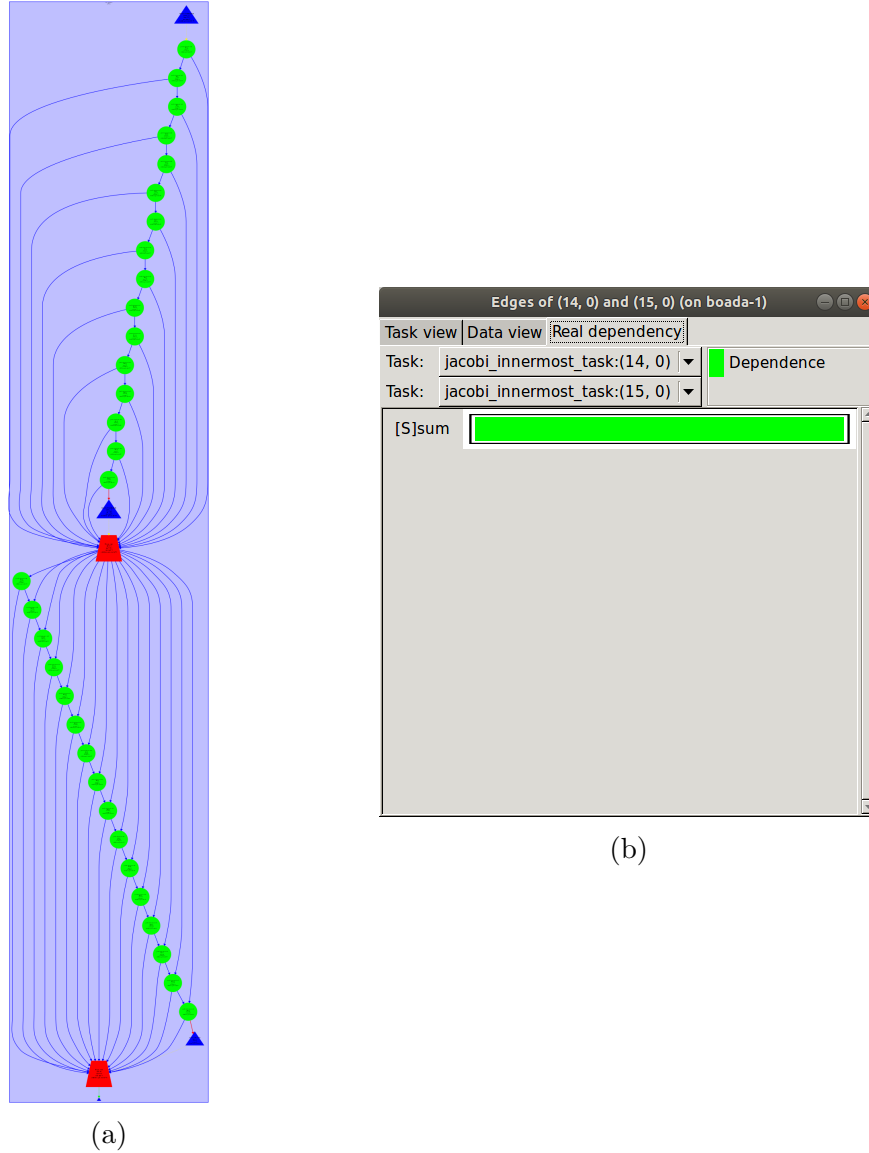 Edges of (14, 0) and (15, 0) (on boada-1)
Task view Data view Real dependency
Task: jacobi_innermost_task:(14, 0)
Dependence
Task: jacobi_innermost_task:(15, 0)
[S]sum
(b)
(a)